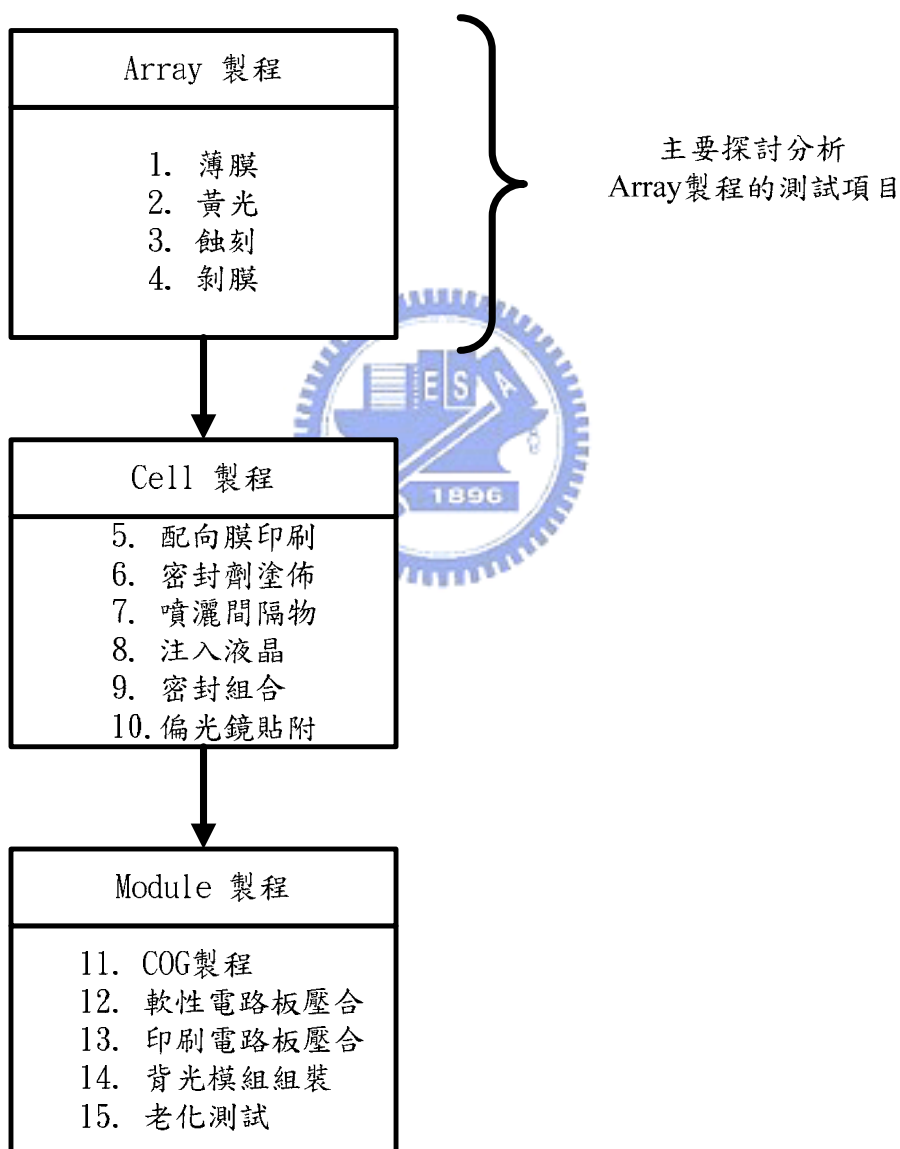 Array 製程
1. 薄膜
2. 黃光
3. 蝕刻
4. 剝膜
主要探討分析
Array製程的測試項目
ESA
1896
Cell 製程
5. 配向膜印刷
6. 密封劑塗佈
7. 噴灑間隔物
8. 注入液晶
9. 密封組合
10.偏光鏡貼附
Module 製程
11. COG製程
12. 軟性電路板壓合
13. 印刷電路板壓合
14. 背光模組組裝
15. 老化測試